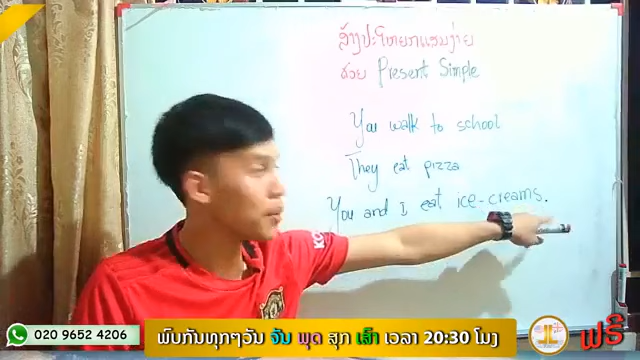 ສ້າງປະໂຫຍກແສນງ່າຍ
ດ້ວຍ Present Simple
You walk to school
They eat pizza
You and I eat ice-creams.
020 9652 4206
ພົບກັນທຸກໆວັນ ຈັນ ພຸດ ສຸກ ເສົາ ເວລາ 20:30 ໂມງ
ຟຣີ